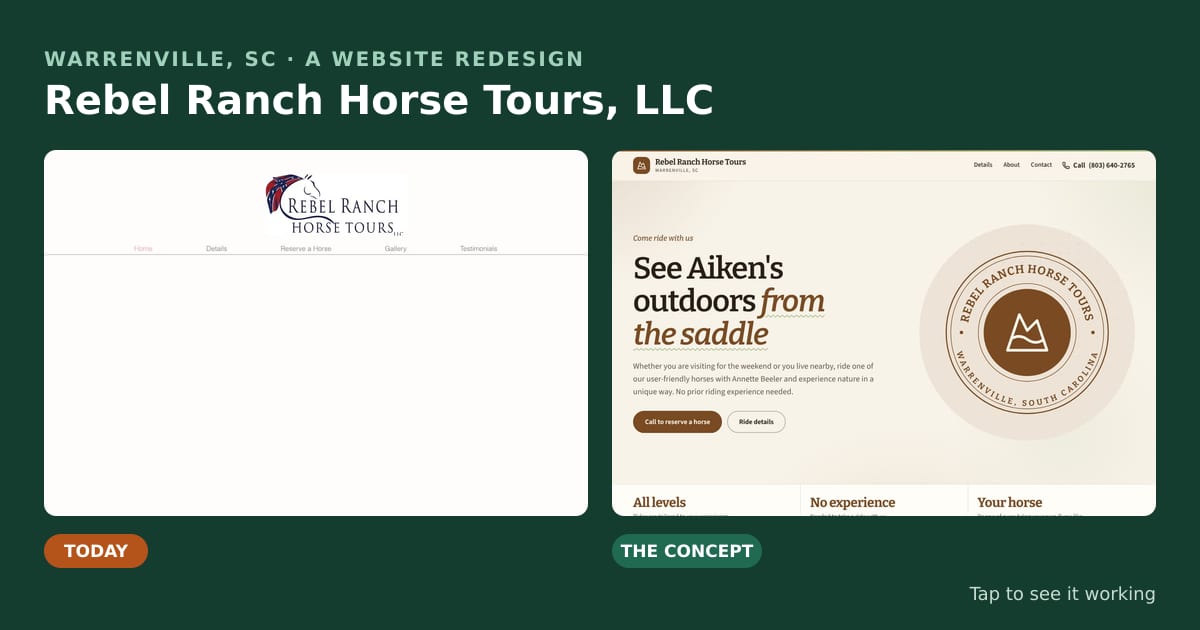 WARRENVILLE, SC · A WEBSITE REDESIGN
Rebel Ranch Horse Tours, LLC
REBEL RANCH
HORSE TOURS LLC
Home Details Reserve a Horse Gallery Testimonials
TODAY
Rebel Ranch Horse Tours
WARRENVILLE, SC
Details About Contact Call (803) 640-2765
Come ride with us
See Aiken's
outdoors from
the saddle
Whether you are visiting for the weekend or you live nearby, ride one of
our user-friendly horses with Annette Beeler and experience nature in a
unique way. No prior riding experience needed.
Call to reserve a horse Ride details
REBEL RANCH HORSE TOURS
WARRENVILLE, SOUTH CAROLINA
All levels No experience Your horse
THE CONCEPT
Tap to see it working